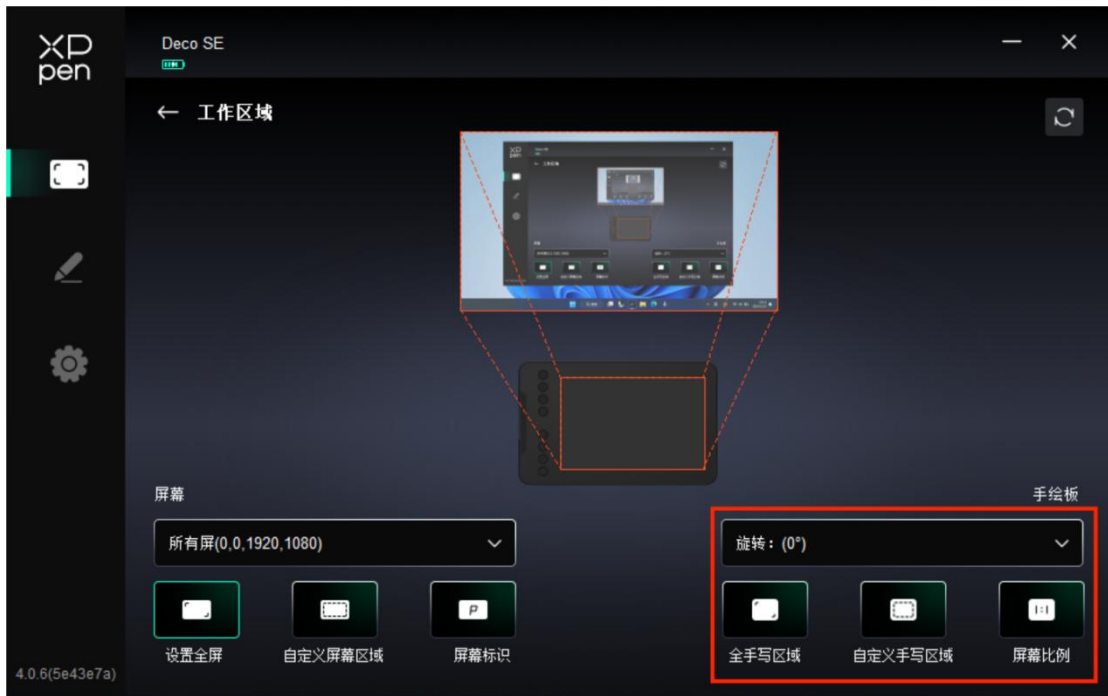 XP
pen
Deco SE
工作区域
屏幕
手绘板
所有屏(0,0,1920,1080)
旋转：(0°)
P
1:1
设置全屏
自定义屏幕区域
屏幕标识
全手写区域
自定义手写区域
屏幕比例
4.0.6(5e43e7a)